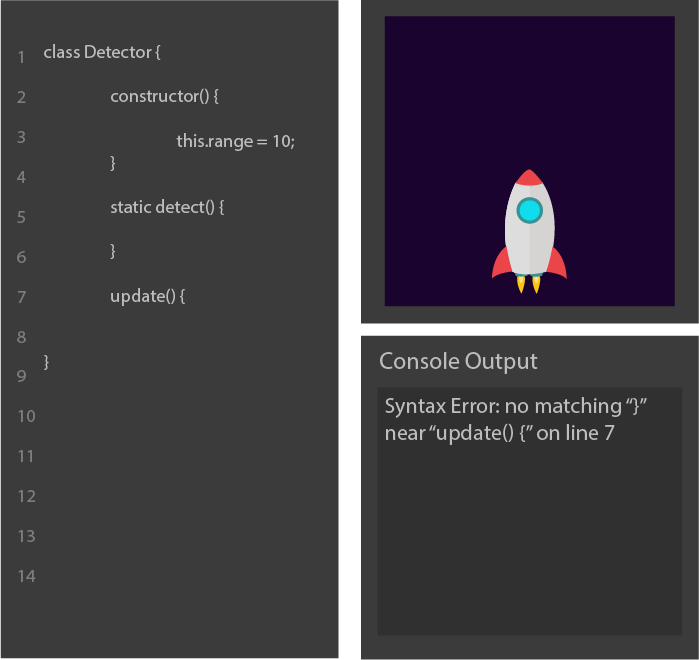 1 class Detector {
2 constructor() {
3 this.range = 10;
}
4
5 static detect() {
6 }
7 update() {
8
}
9
10
11
12
13
14
Console Output
Syntax Error: no matching “}”
near “update() {” on line 7